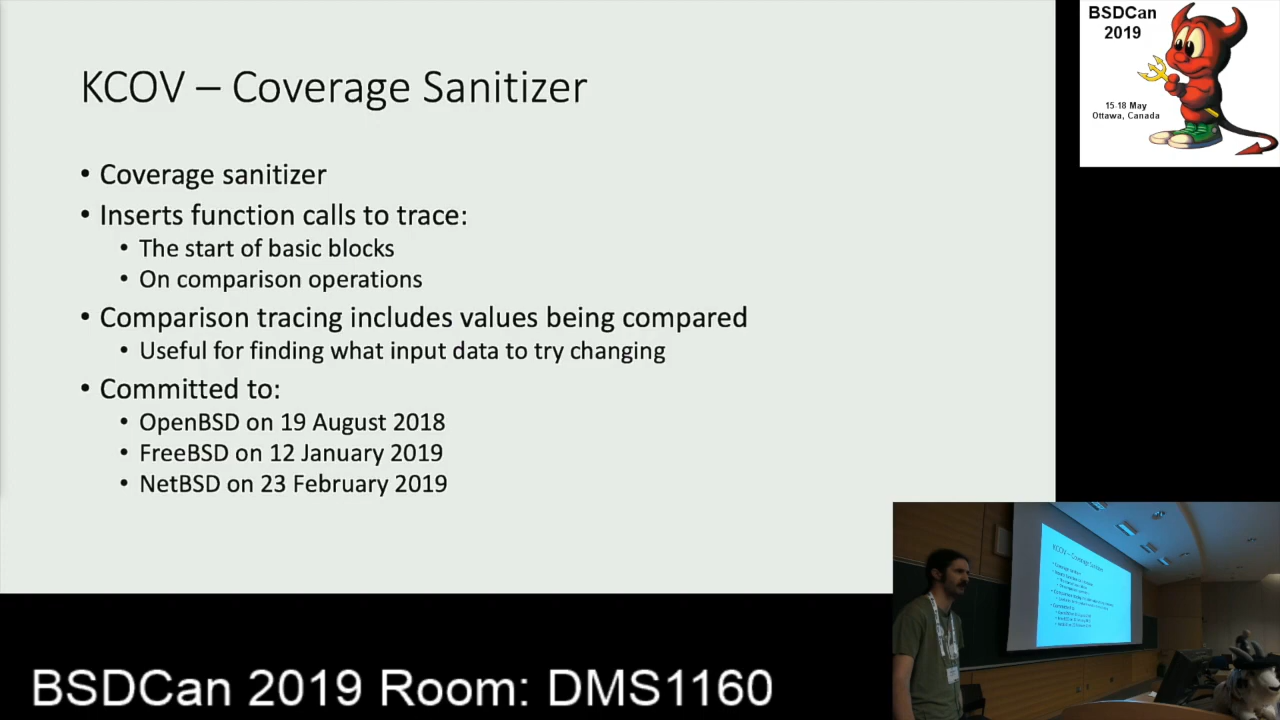 KCOV – Coverage Sanitizer
• Coverage sanitizer
• Inserts function calls to trace:
• The start of basic blocks
• On comparison operations
• Comparison tracing includes values being compared
• Useful for finding what input data to try changing
• Committed to:
• OpenBSD on 19 August 2018
• FreeBSD on 12 January 2019
• NetBSD on 23 February 2019
BSDCan
2019
15-18 May
Ottawa, Canada
KCOV – Coverage Sanitizer
BSDCan 2019 Room: DMS1160